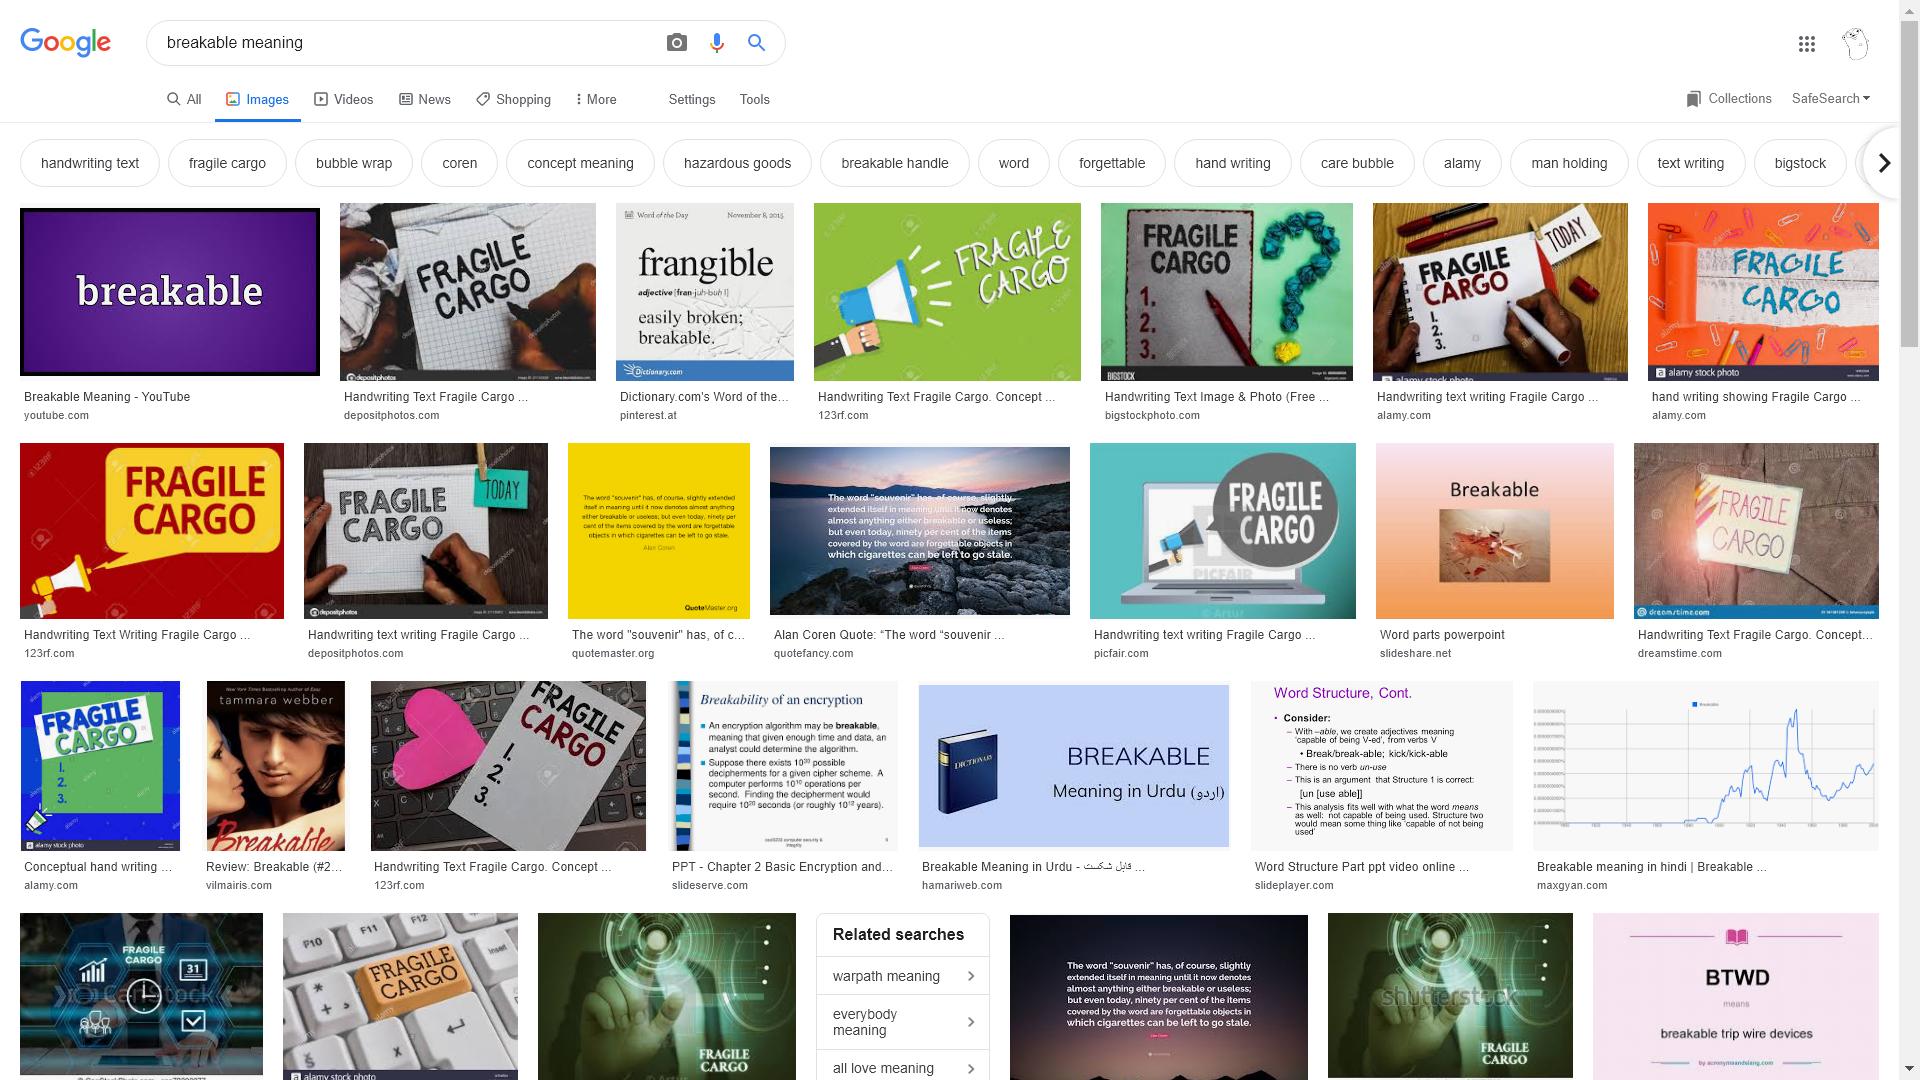 Google
breakable meaning
All
Images
Videos
News
Shopping
More
Settings
Tools
Collections
SafeSearch
handwriting text
fragile cargo
bubble wrap
coren
concept meaning
hazardous goods
breakable handle
word
forgettable
hand writing
care bubble
alamy
man holding
text writing
bigstock
breakable
Breakable Meaning - YouTube
youtube.com
FRAGILE
CARGO
depositphotos
Handwriting Text Fragile Cargo ...
depositphotos.com
Word of the Day
November 8, 2015
frangible
adjective [fran-juh-buhl]
easily broken;
breakable.
Dictionary.com
Dictionary.com's Word of the...
pinterest.at
FRAGILE
CARGO
Handwriting Text Fragile Cargo. Concept ...
123rf.com
FRAGILE
CARGO
1.
2.
3.
BIGSTOCK
Handwriting Text Image & Photo (Free ...
bigstockphoto.com
TODAY
FRAGILE
CARGO
1.
2.
3.
alamy stock photo
Handwriting text writing Fragile Cargo ...
alamy.com
FRAGILE
CARGO
alamy stock photo
hand writing showing Fragile Cargo ...
alamy.com
FRAGILE
CARGO
Handwriting Text Writing Fragile Cargo ...
123rf.com
TODAY
FRAGILE
CARGO
depositphotos
Handwriting text writing Fragile Cargo ...
depositphotos.com
The word "souvenir" has, of course, slightly extended
itself in meaning until it now denotes almost anything
either breakable or useless; but even today, ninety per
cent of the items covered by the word are forgettable
objects in which cigarettes can be left to go stale.
Alan Coren
QuoteMaster.org
The word "souvenir" has, of c...
quotemaster.org
The word "souvenir" has, of course, slightly
extended itself in meaning until it now denotes
almost anything either breakable or useless;
but even today, ninety per cent of the items
covered by the word are forgettable objects in
which cigarettes can be left to go stale.
Alan Coren Quote: “The word “souvenir ...
quotefancy.com
FRAGILE
CARGO
PICFAIR
© Artur
Handwriting text writing Fragile Cargo ...
picfair.com
Breakable
Word parts powerpoint
slideshare.net
FRAGILE
CARGO
dreamstime.com
Handwriting Text Fragile Cargo. Concept...
dreamstime.com
FRAGILE
CARGO
1.
2.
3.
alamy stock photo
Conceptual hand writing ...
alamy.com
New York Times Bestselling Author of Easy
tammara webber
Breakable
Review: Breakable (#2...
vilmairis.com
FRAGILE
CARGO
1.
2.
3.
Handwriting Text Fragile Cargo. Concept ...
123rf.com
Breakability of an encryption
An encryption algorithm may be breakable,
meaning that given enough time and data, an
analyst could determine the algorithm.
Suppose there exists 10³⁰ possible
decipherments for a given cipher scheme. A
computer performs 10¹⁰ operations per
second. Finding the decipherment would
require 10²⁰ seconds (or roughly 10¹² years).
PPT - Chapter 2 Basic Encryption and...
slideserve.com
DICTIONARY
BREAKABLE
Meaning in Urdu (اردو)
Breakable Meaning in Urdu - قابل شکست ...
hamariweb.com
Word Structure, Cont.
• Consider:
– With –able, we create adjectives meaning
‘capable of being V-ed’, from verbs V
• Break/break-able; kick/kick-able
– There is no verb un-use
– This is an argument that Structure 1 is correct:
[un [use able]]
– This analysis fits well with what the word means
as well: not capable of being used. Structure two
would mean some thing like ‘capable of not being
used’
Word Structure Part ppt video online ...
slideplayer.com
Breakable
Breakable meaning in hindi | Breakable ...
maxgyan.com
FRAGILE
CARGO
31
CanStock
F10
F11
F12
Insert
FRAGILE
CARGO
alamy stock photo
FRAGILE
CARGO
Related searches
warpath meaning
everybody
meaning
all love meaning
The word "souvenir" has, of course, slightly
extended itself in meaning until it now denotes
almost anything either breakable or useless;
but even today, ninety per cent of the items
covered by the word are forgettable objects in
which cigarettes can be left to go stale.
shutterstock
FRAGILE
CARGO
BTWD
means
breakable trip wire devices
by acronymsandslang.com